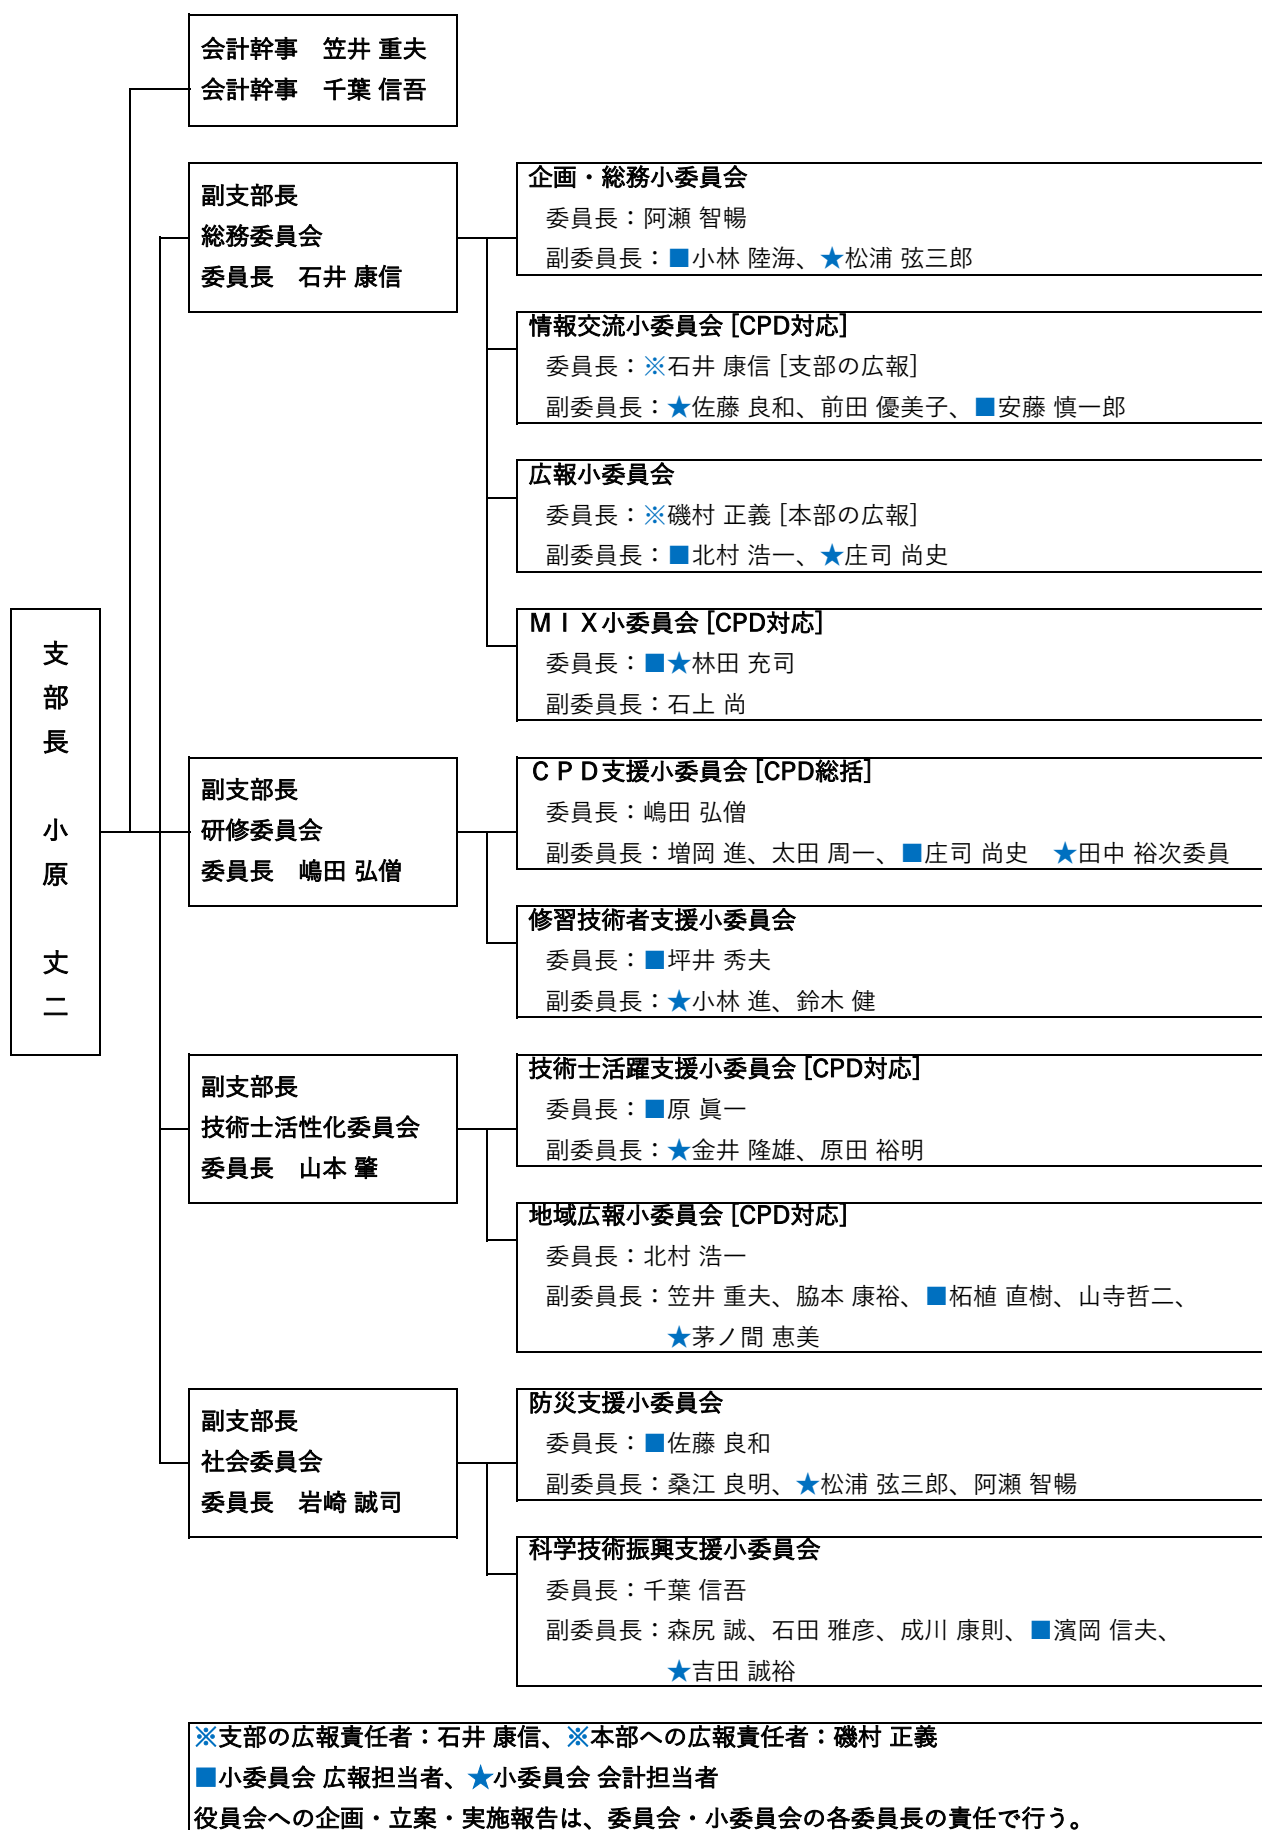 会計幹事　笠井 重夫
会計幹事　千葉 信吾
副支部長
総務委員会
委員長　石井 康信
企画・総務小委員会
委員長：阿瀬 智暢
副委員長：■小林 陸海、★松浦 弦三郎
情報交流小委員会 [CPD対応]
委員長：※石井 康信 [支部の広報]
副委員長：★佐藤 良和、前田 優美子、■安藤 慎一郎
広報小委員会
委員長：※磯村 正義 [本部の広報]
副委員長：■北村 浩一、★庄司 尚史
ＭＩＸ小委員会 [CPD対応]
委員長：■★林田 充司
副委員長：石上 尚
支部長　小原　丈二
副支部長
研修委員会
委員長　嶋田 弘僧
ＣＰＤ支援小委員会 [CPD総括]
委員長：嶋田 弘僧
副委員長：増岡 進、太田 周一、■庄司 尚史　★田中 裕次委員
修習技術者支援小委員会
委員長：■坪井 秀夫
副委員長：★小林 進、鈴木 健
副支部長
技術士活性化委員会
委員長　山本 肇
技術士活躍支援小委員会 [CPD対応]
委員長：■原 眞一
副委員長：★金井 隆雄、原田 裕明
地域広報小委員会 [CPD対応]
委員長：北村 浩一
副委員長：笠井 重夫、脇本 康裕、■柘植 直樹、山寺哲二、
★茅ノ間 恵美
副支部長
社会委員会
委員長　岩崎 誠司
防災支援小委員会
委員長：■佐藤 良和
副委員長：桑江 良明、★松浦 弦三郎、阿瀬 智暢
科学技術振興支援小委員会
委員長：千葉 信吾
副委員長：森尻 誠、石田 雅彦、成川 康則、■濱岡 信夫、
★吉田 誠裕
※支部の広報責任者：石井 康信、※本部への広報責任者：磯村 正義
■小委員会 広報担当者、★小委員会 会計担当者
役員会への企画・立案・実施報告は、委員会・小委員会の各委員長の責任で行う。